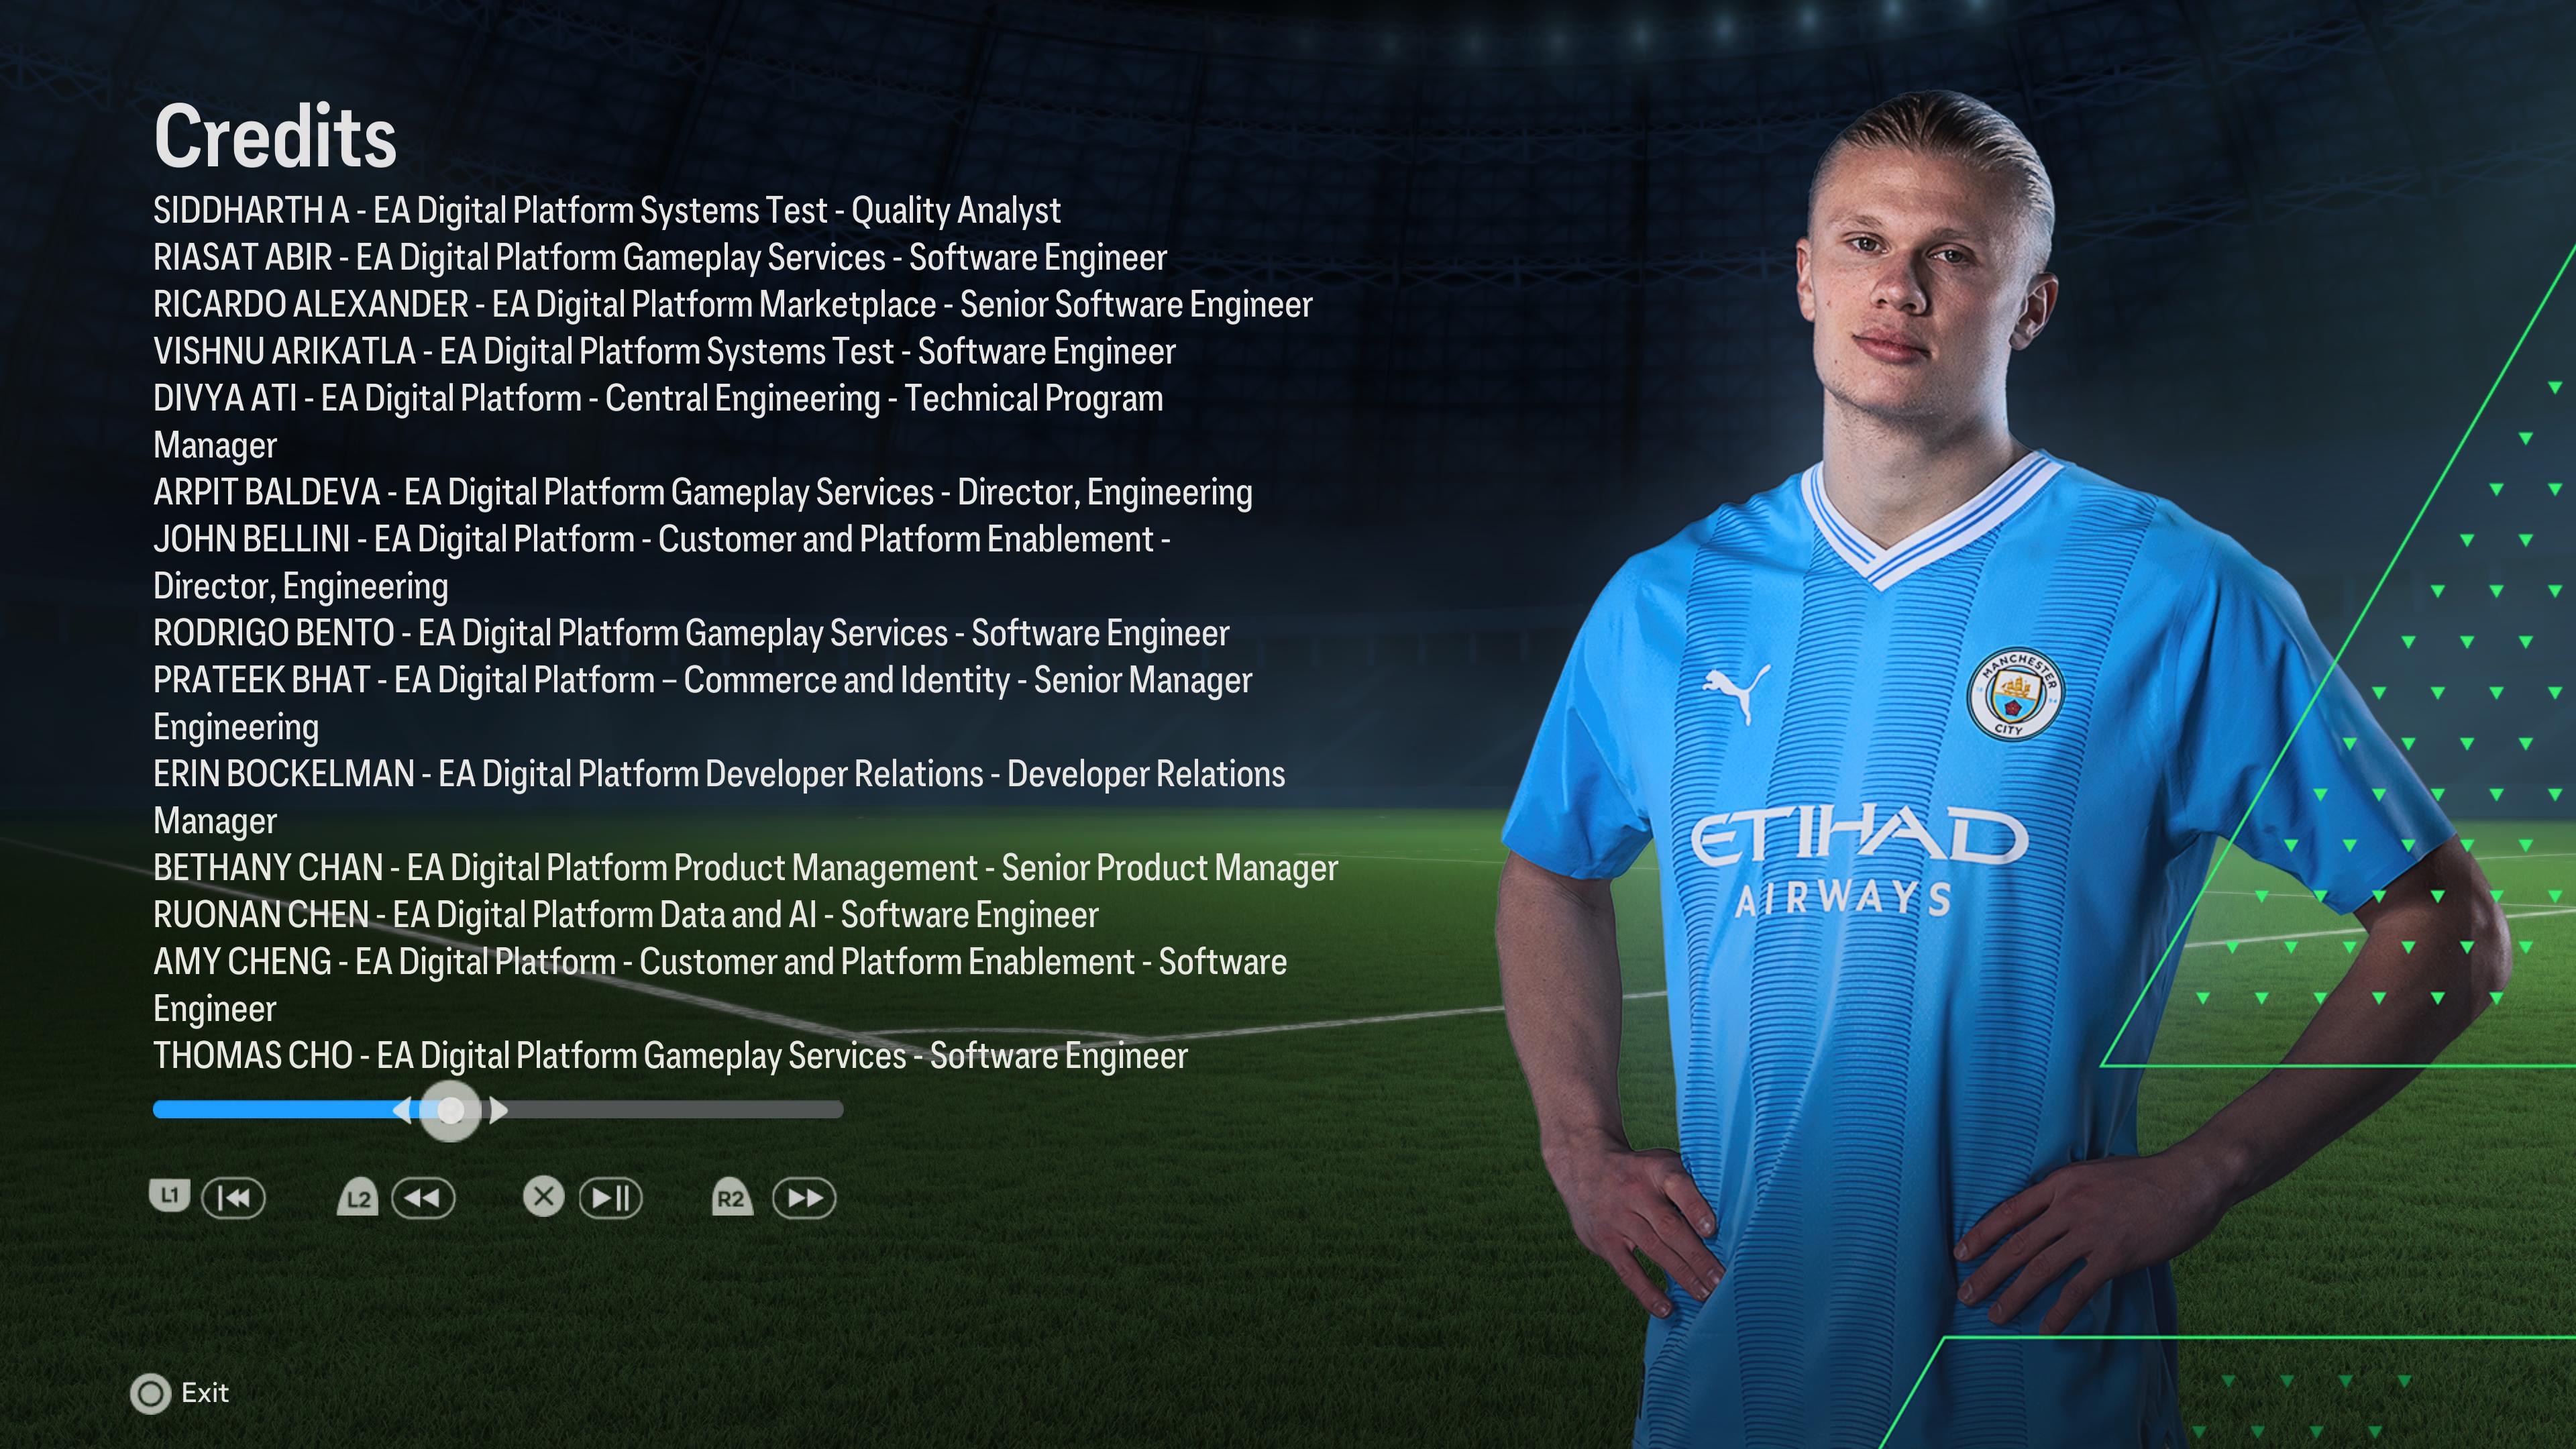 Credits
SIDDHARTH A - EA Digital Platform Systems Test - Quality Analyst
RIASAT ABIR - EA Digital Platform Gameplay Services - Software Engineer
RICARDO ALEXANDER - EA Digital Platform Marketplace - Senior Software Engineer
VISHNU ARIKATLA - EA Digital Platform Systems Test - Software Engineer
DIVYA ATI - EA Digital Platform - Central Engineering - Technical Program
Manager
ARPIT BALDEVA - EA Digital Platform Gameplay Services - Director, Engineering
JOHN BELLINI - EA Digital Platform - Customer and Platform Enablement -
Director, Engineering
RODRIGO BENTO - EA Digital Platform Gameplay Services - Software Engineer
PRATEEK BHAT - EA Digital Platform – Commerce and Identity - Senior Manager
Engineering
ERIN BOCKELMAN - EA Digital Platform Developer Relations - Developer Relations
Manager
BETHANY CHAN - EA Digital Platform Product Management - Senior Product Manager
RUONAN CHEN - EA Digital Platform Data and AI - Software Engineer
AMY CHENG - EA Digital Platform - Customer and Platform Enablement - Software
Engineer
THOMAS CHO - EA Digital Platform Gameplay Services - Software Engineer
L1
L2
R2
Exit
MANCHESTER
CITY
ETIHAD
AIRWAYS